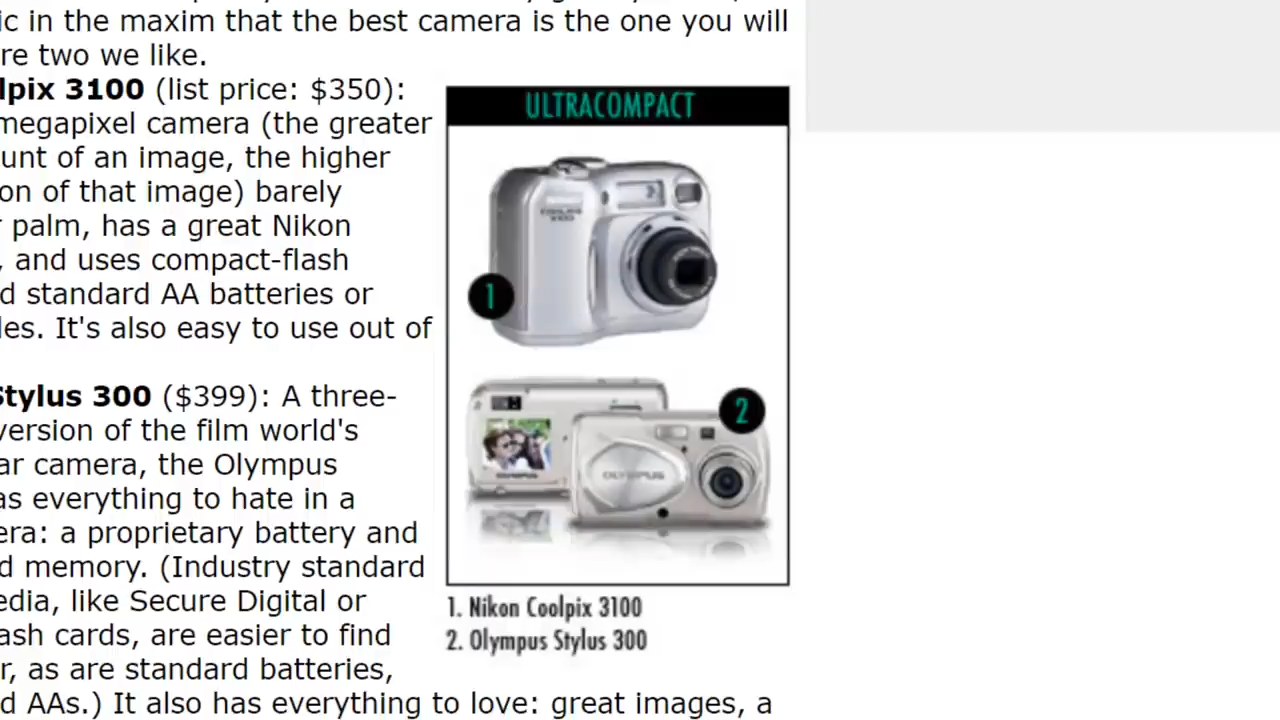 ic in the maxim that the best camera is the one you will
re two we like.
lpix 3100 (list price: $350):
megapixel camera (the greater
unt of an image, the higher
on of that image) barely
r palm, has a great Nikon
, and uses compact-flash
d standard AA batteries or
les. It's also easy to use out of
Stylus 300 ($399): A three-
version of the film world's
ar camera, the Olympus
as everything to hate in a
era: a proprietary battery and
d memory. (Industry standard
edia, like Secure Digital or
ash cards, are easier to find
r, as are standard batteries,
d AAs.) It also has everything to love: great images, a
ULTRACOMPACT
COOLPIX
3100
1
2
OLYMPUS
OLYMPUS
1. Nikon Coolpix 3100
2. Olympus Stylus 300